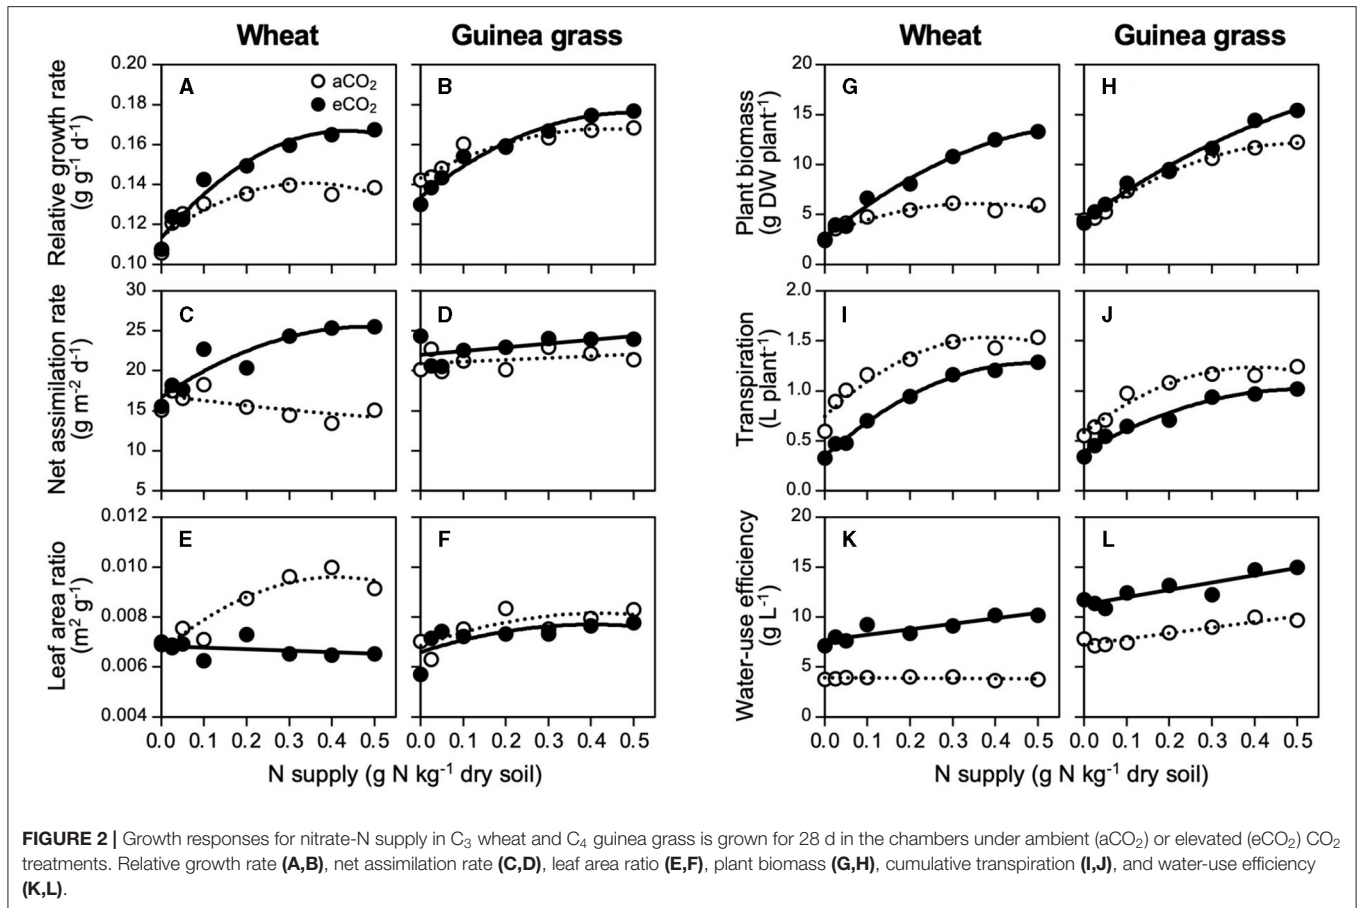 Wheat Guinea grass Wheat Guinea grass
A
aCO2
eCO2
B
G
H
Relative growth rate
(g g-1 d-1)
0.20
0.18
0.16
0.14
0.12
0.10
Plant biomass
(g DW plant-1)
20
15
10
5
0
C
D
I
J
Net assimilation rate
(g m-2 d-1)
30
25
20
15
10
5
Transpiration
(L plant-1)
2.0
1.5
1.0
0.5
0.0
E
F
K
L
Leaf area ratio
(m2 g-1)
0.012
0.010
0.008
0.006
0.004
Water-use efficiency
(g L-1)
20
15
10
5
0
0.0 0.1 0.2 0.3 0.4 0.5 0.0 0.1 0.2 0.3 0.4 0.5 0.0 0.1 0.2 0.3 0.4 0.5 0.0 0.1 0.2 0.3 0.4 0.5
N supply (g N kg-1 dry soil) N supply (g N kg-1 dry soil)
FIGURE 2 | Growth responses for nitrate-N supply in C3 wheat and C4 guinea grass is grown for 28 d in the chambers under ambient (aCO2) or elevated (eCO2) CO2
treatments. Relative growth rate (A,B), net assimilation rate (C,D), leaf area ratio (E,F), plant biomass (G,H), cumulative transpiration (I,J), and water-use efficiency
(K,L).